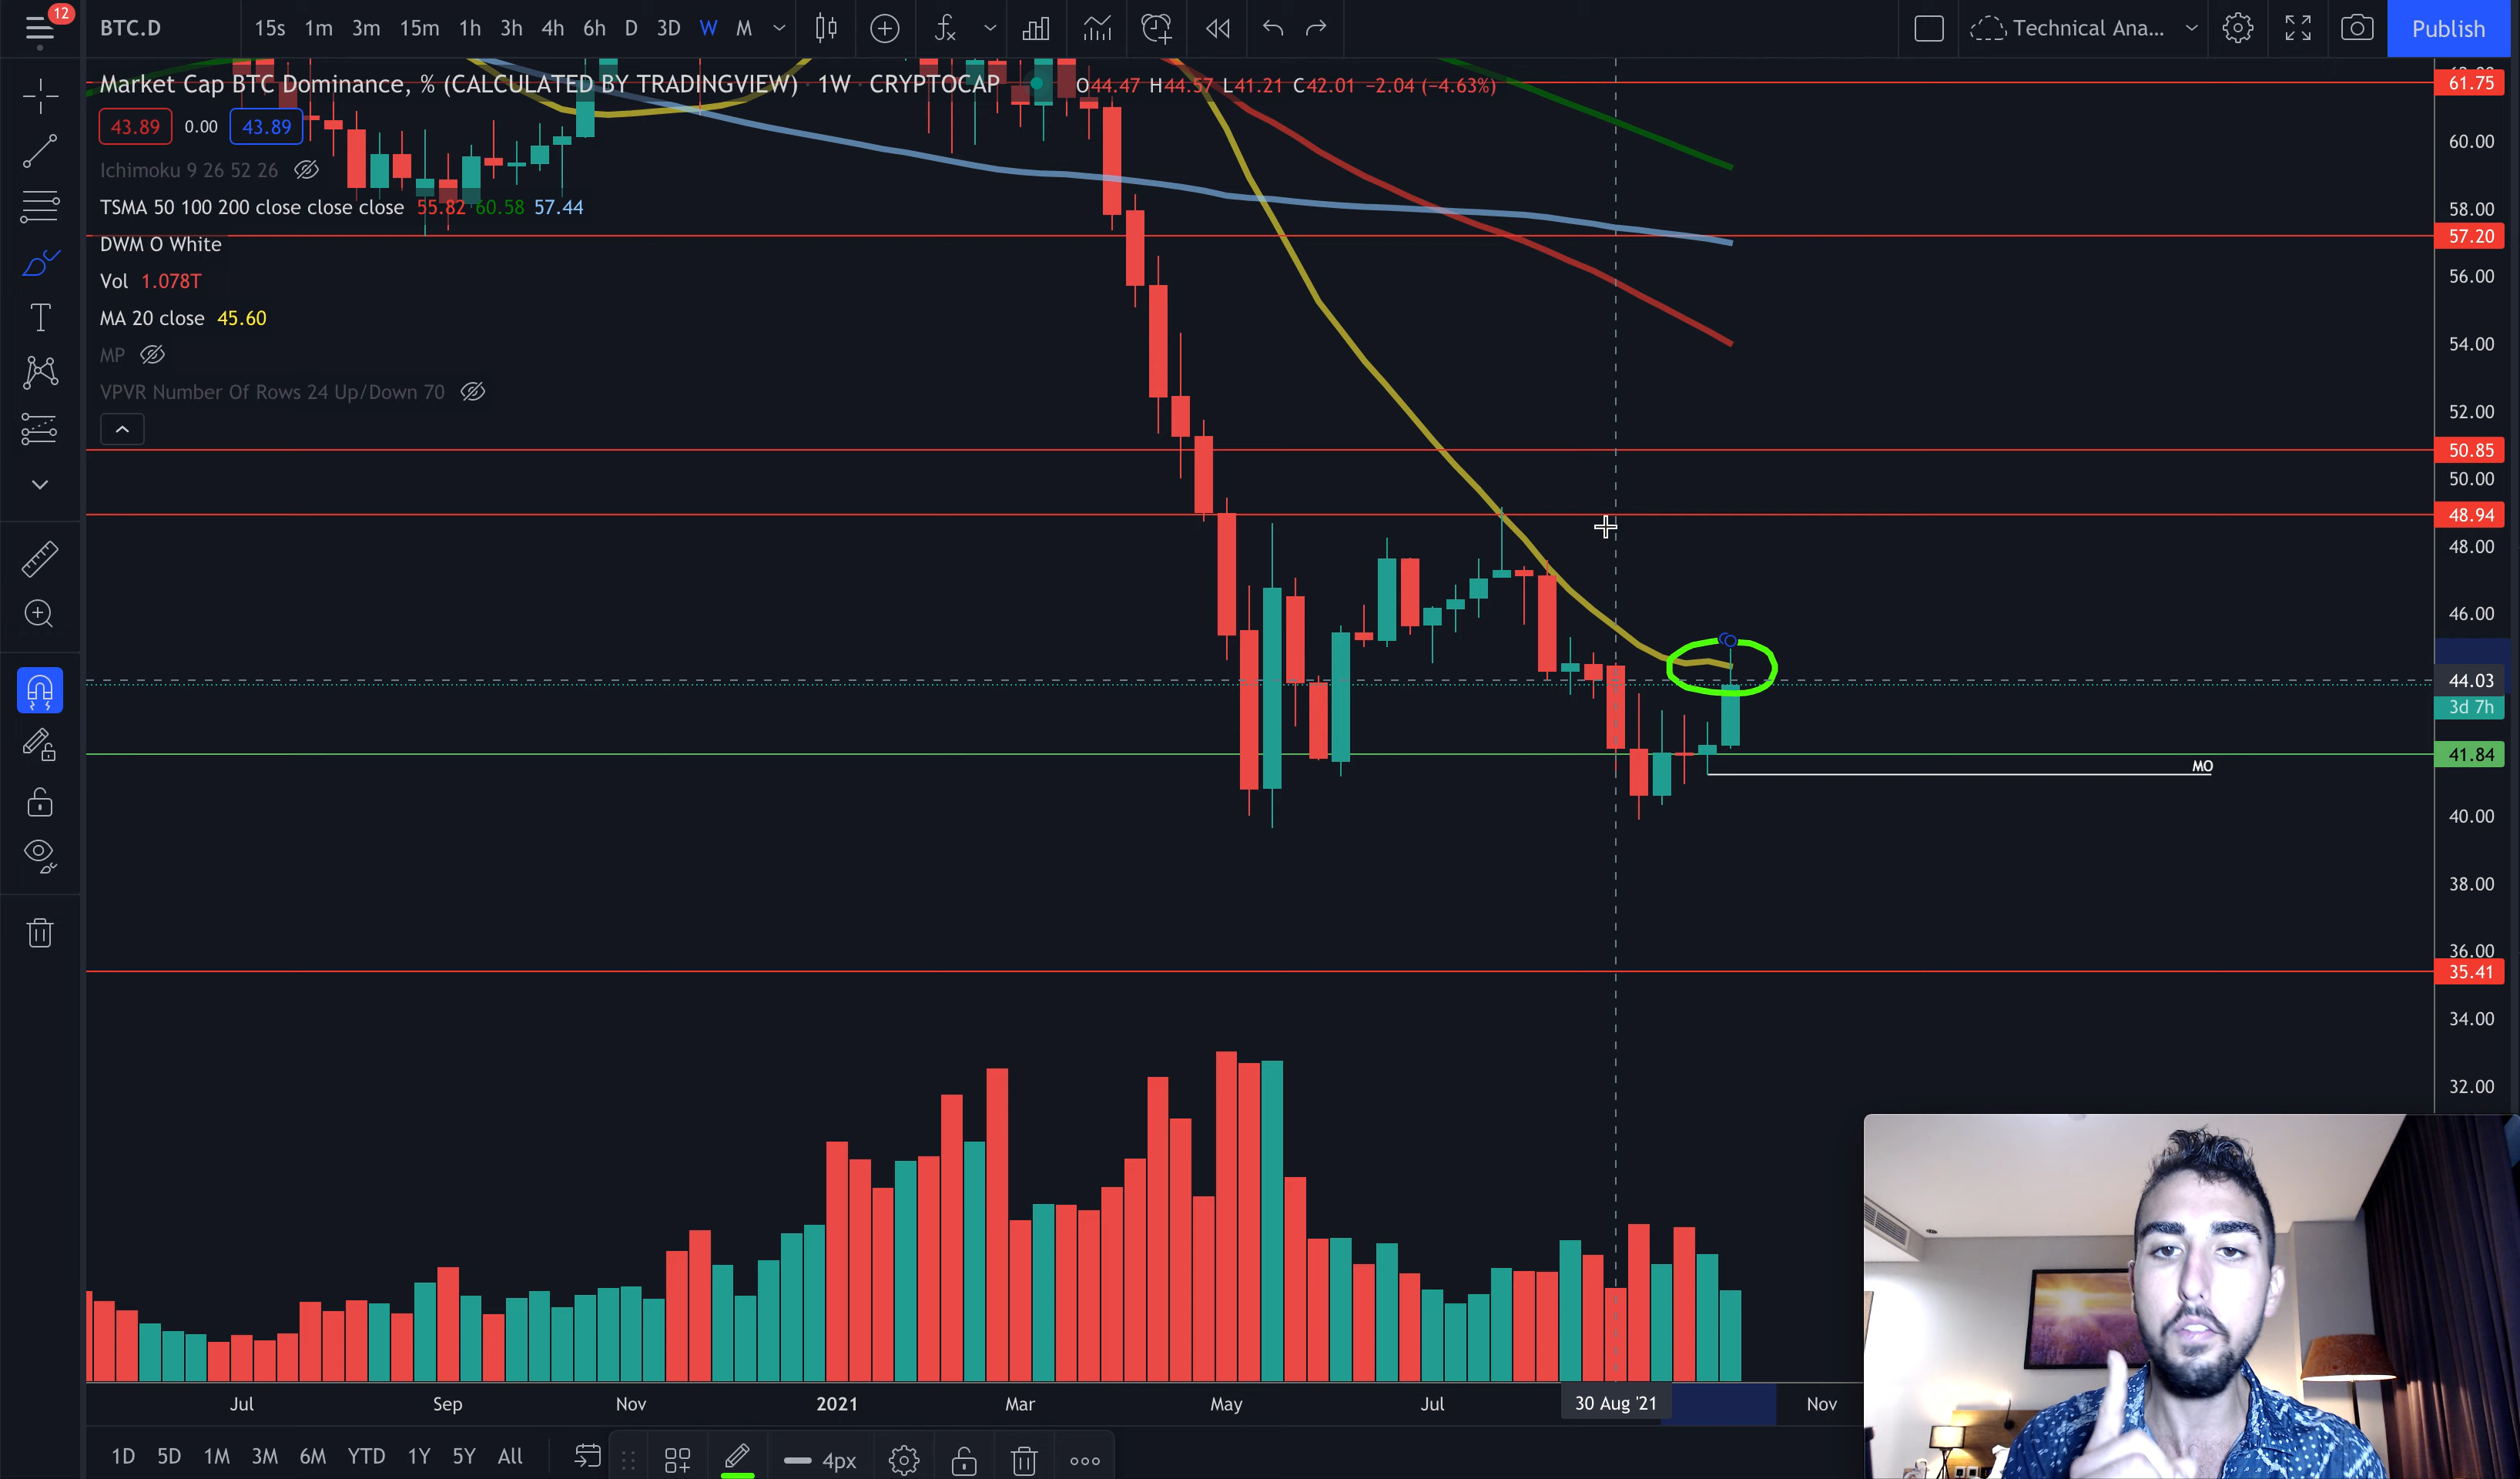 12
BTC.D 15s 1m 3m 15m 1h 3h 4h 6h D 3D W M Technical Ana... Publish
Market Cap BTC Dominance, % (CALCULATED BY TRADINGVIEW) · 1W · CRYPTOCAP O44.47 H44.57 L41.21 C42.01 −2.04 (−4.63%)
43.89 0.00 43.89
Ichimoku 9 26 52 26
TSMA 50 100 200 close close close 55.82 60.58 57.44
DWM O White
Vol 1.078T
MA 20 close 45.60
MP
VPVR Number Of Rows 24 Up/Down 70
61.75
60.00
58.00
57.20
56.00
54.00
52.00
50.85
50.00
48.94
48.00
46.00
44.03
3d 7h
41.84
MO
40.00
38.00
36.00
35.41
34.00
32.00
Jul Sep Nov 2021 Mar May Jul 30 Aug '21 Nov
1D 5D 1M 3M 6M YTD 1Y 5Y All 4px